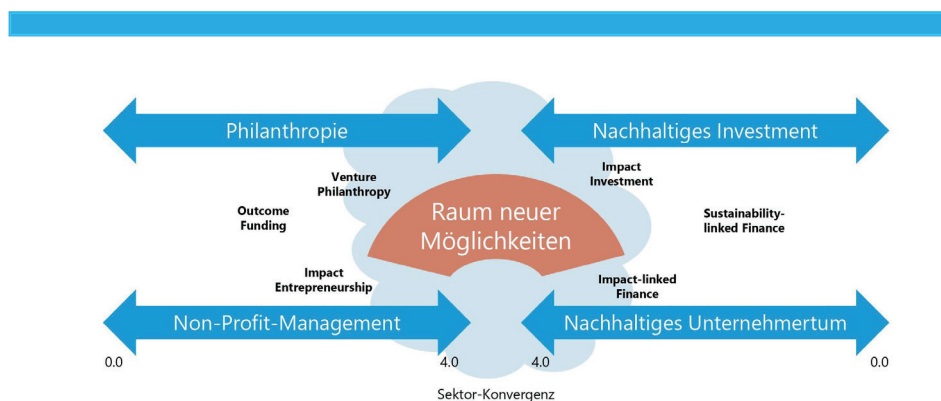 Philanthropie
Nachhaltiges Investment
Venture
Philanthropy
Impact
Investment
Outcome
Funding
Raum neuer
Möglichkeiten
Sustainability-
linked Finance
Impact
Entrepreneurship
Impact-linked
Finance
Non-Profit-Management
Nachhaltiges Unternehmertum
0.0
4.0
4.0
0.0
Sektor-Konvergenz